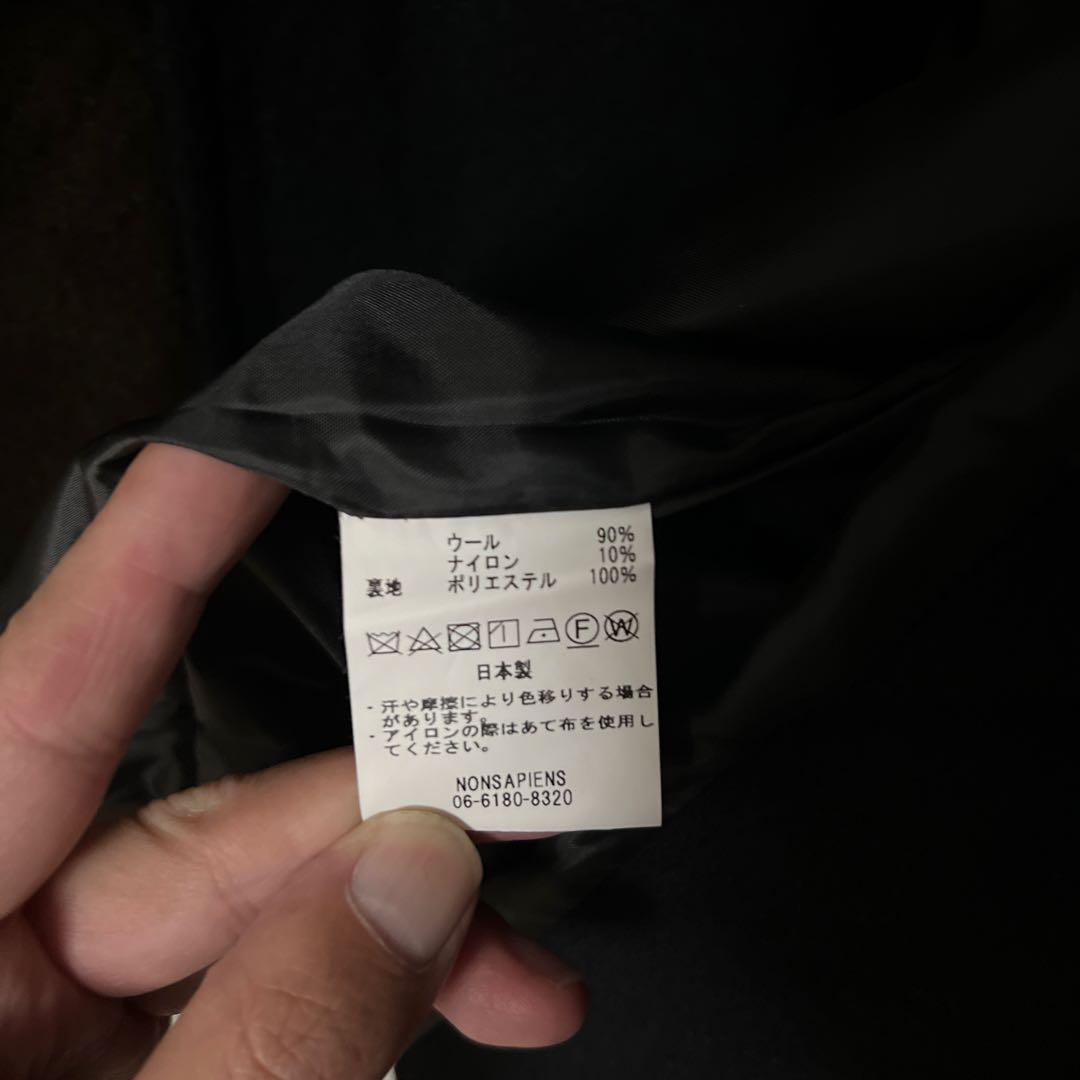 ウール 90%
ナイロン 10%
裏地 ポリエステル 100%
F W
日本製
・汗や摩擦により色移りする場合
があります。
・アイロンの際はあて布を使用し
てください。
NONSAPIENS
06-6180-8320